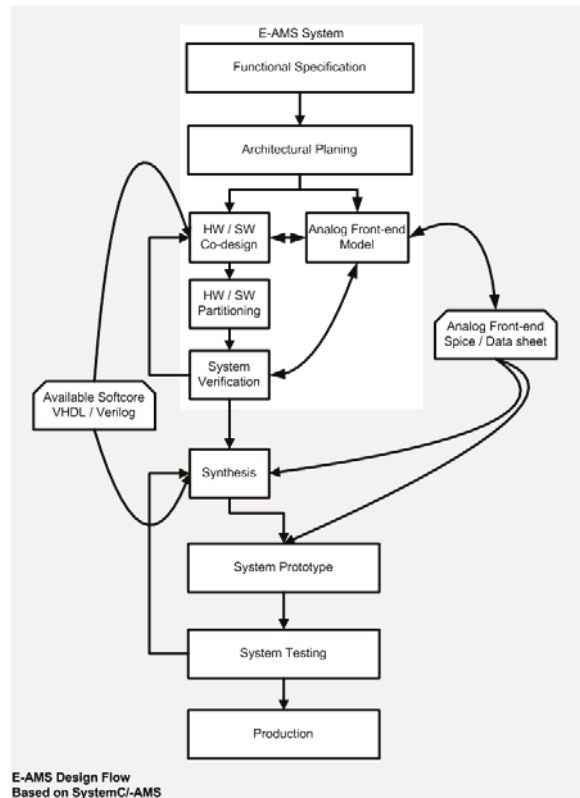 E-AMS System
Functional Specification
Architectural Planing
HW / SW
Co-design
Analog Front-end
Model
HW / SW
Partitioning
Analog Front-end
Spice / Data sheet
System
Verification
Available Softcore
VHDL / Verilog
Synthesis
System Prototype
System Testing
Production
E-AMS Design Flow
Based on SystemC/-AMS